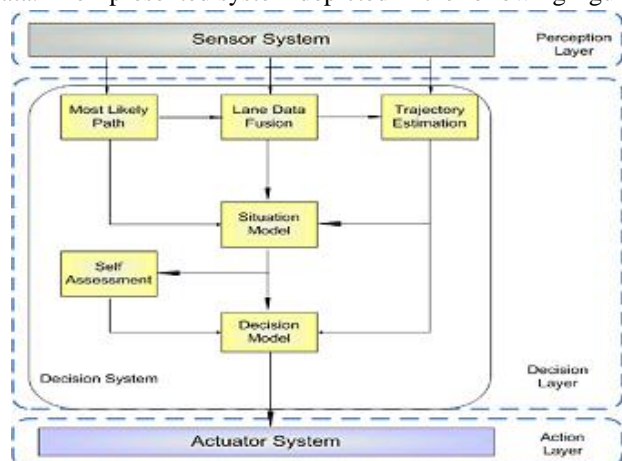 Sensor System
Perception
Layer
Most Likely
Path
Lane Data
Fusion
Trajectory
Estimation
Situation
Model
Self
Assessment
Decision
Model
Decision System
Decision
Layer
Actuator System
Action
Layer